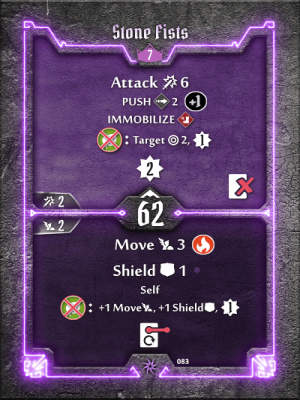 Stone Fists
7
Attack 6
PUSH 2 +1
IMMOBILIZE
: Target 2, 1
2
2
62
2
Move 3
Shield 1
Self
: +1 Move, +1 Shield, 1
083